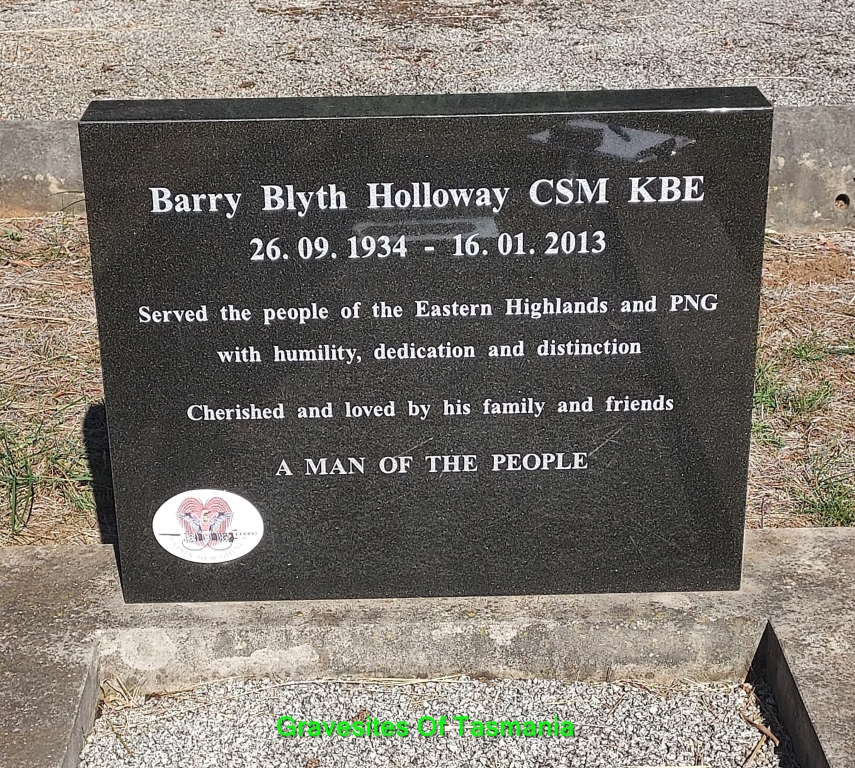 Barry Blyth Holloway CSM KBE
26. 09. 1934 - 16. 01. 2013
Served the people of the Eastern Highlands and PNG
with humility, dedication and distinction
Cherished and loved by his family and friends
A MAN OF THE PEOPLE
Gravesites Of Tasmania